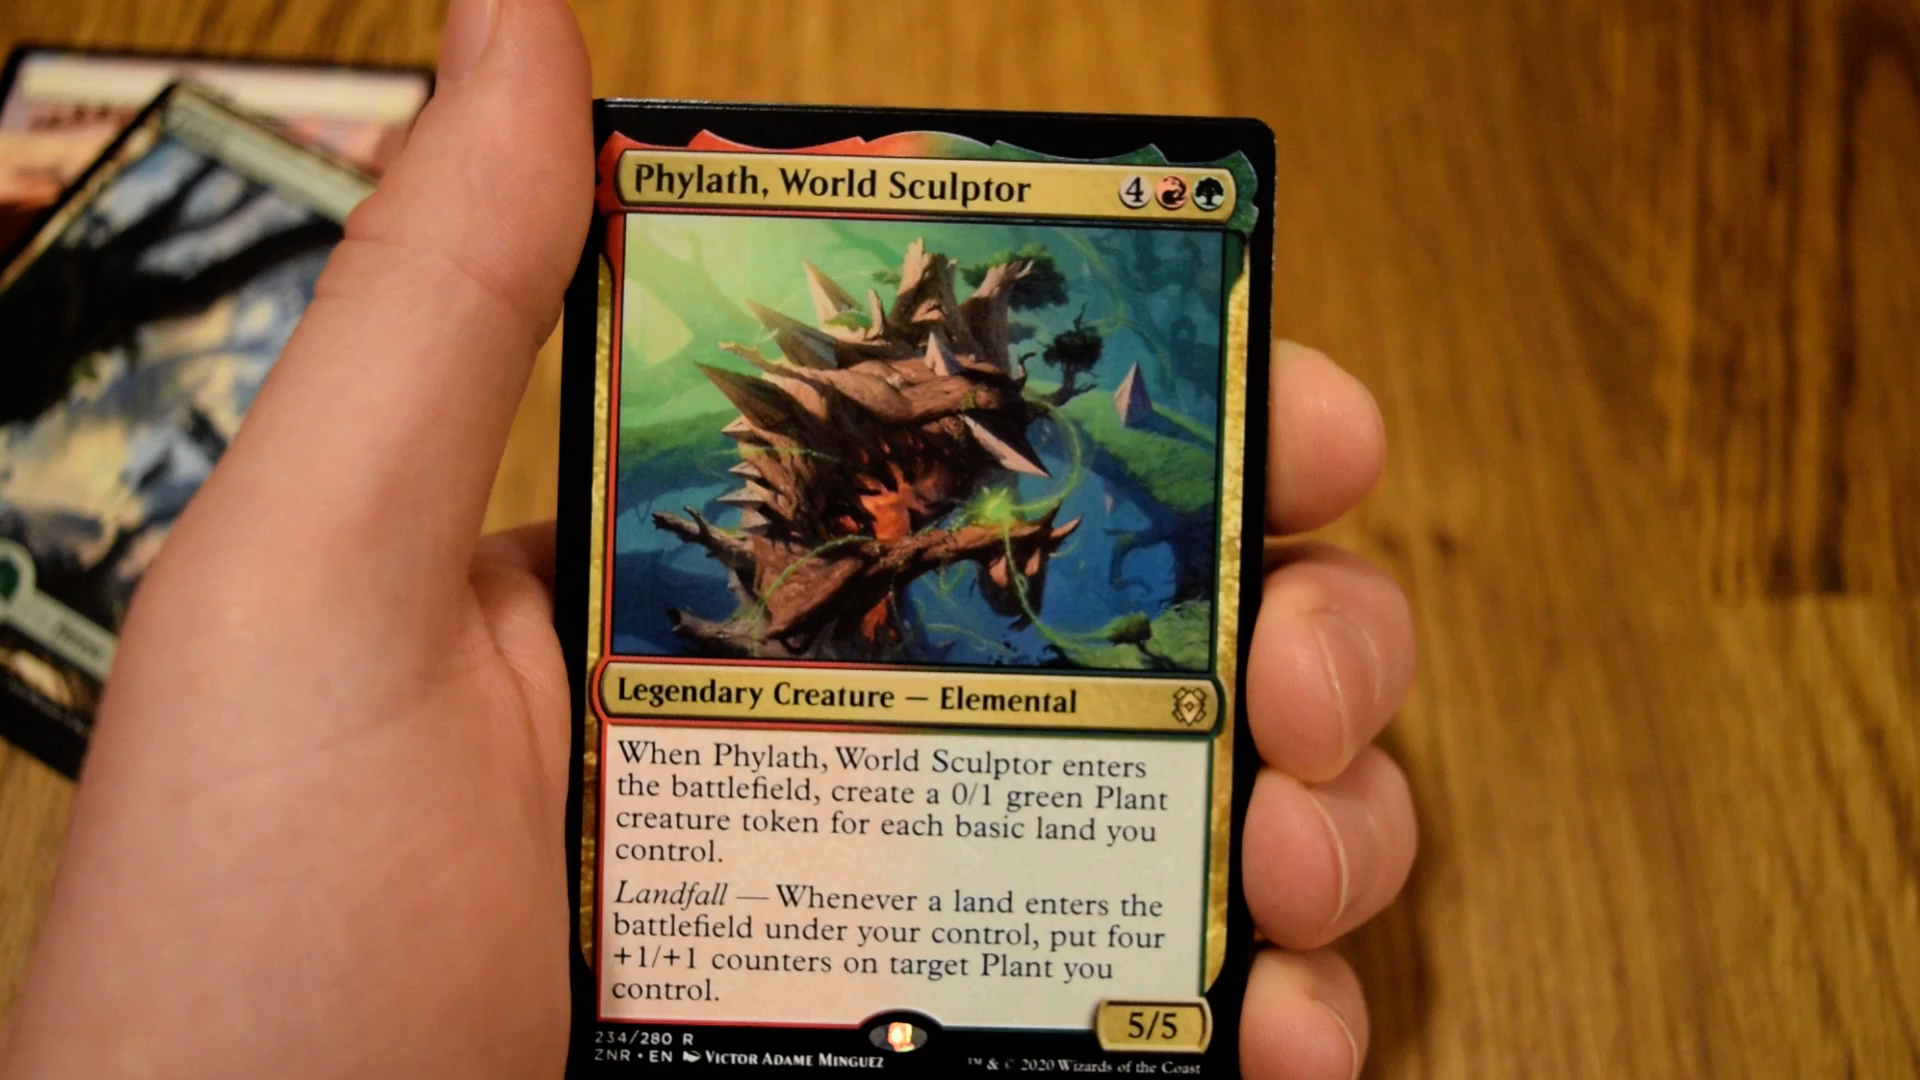 Phylath, World Sculptor 4
Legendary Creature — Elemental
When Phylath, World Sculptor enters
the battlefield, create a 0/1 green Plant
creature token for each basic land you
control.
Landfall — Whenever a land enters the
battlefield under your control, put four
+1/+1 counters on target Plant you
control.
5/5
234/280 R
ZNR • EN VICTOR ADAME MINGUEZ
™ & © 2020 Wizards of the Coast